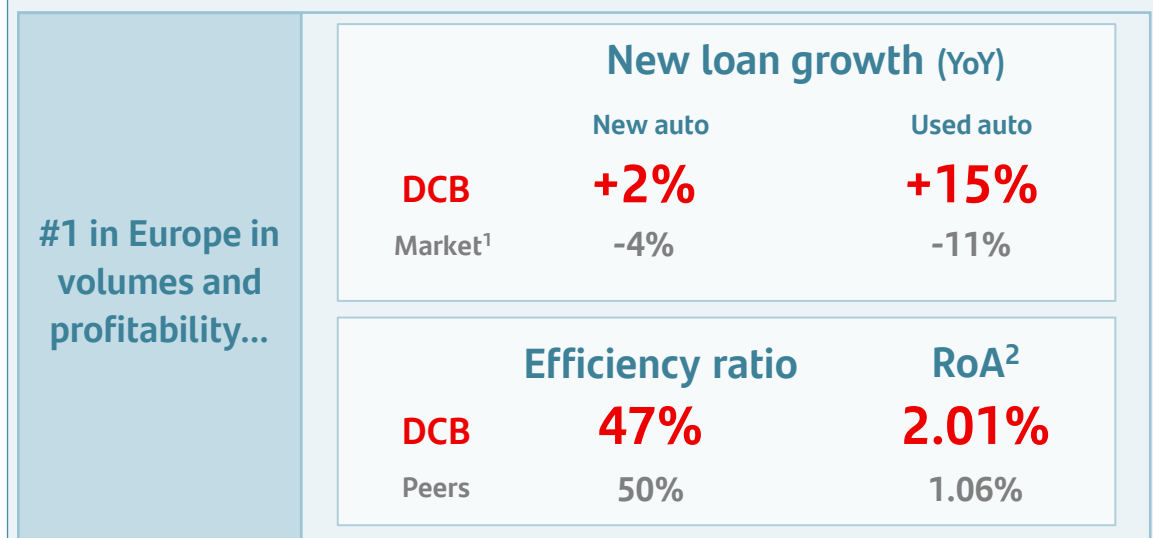 #1 in Europe in
volumes and
profitability...
New loan growth (YoY)
New auto Used auto
DCB +2% +15%
Market¹ -4% -11%
Efficiency ratio RoA²
DCB 47% 2.01%
Peers 50% 1.06%